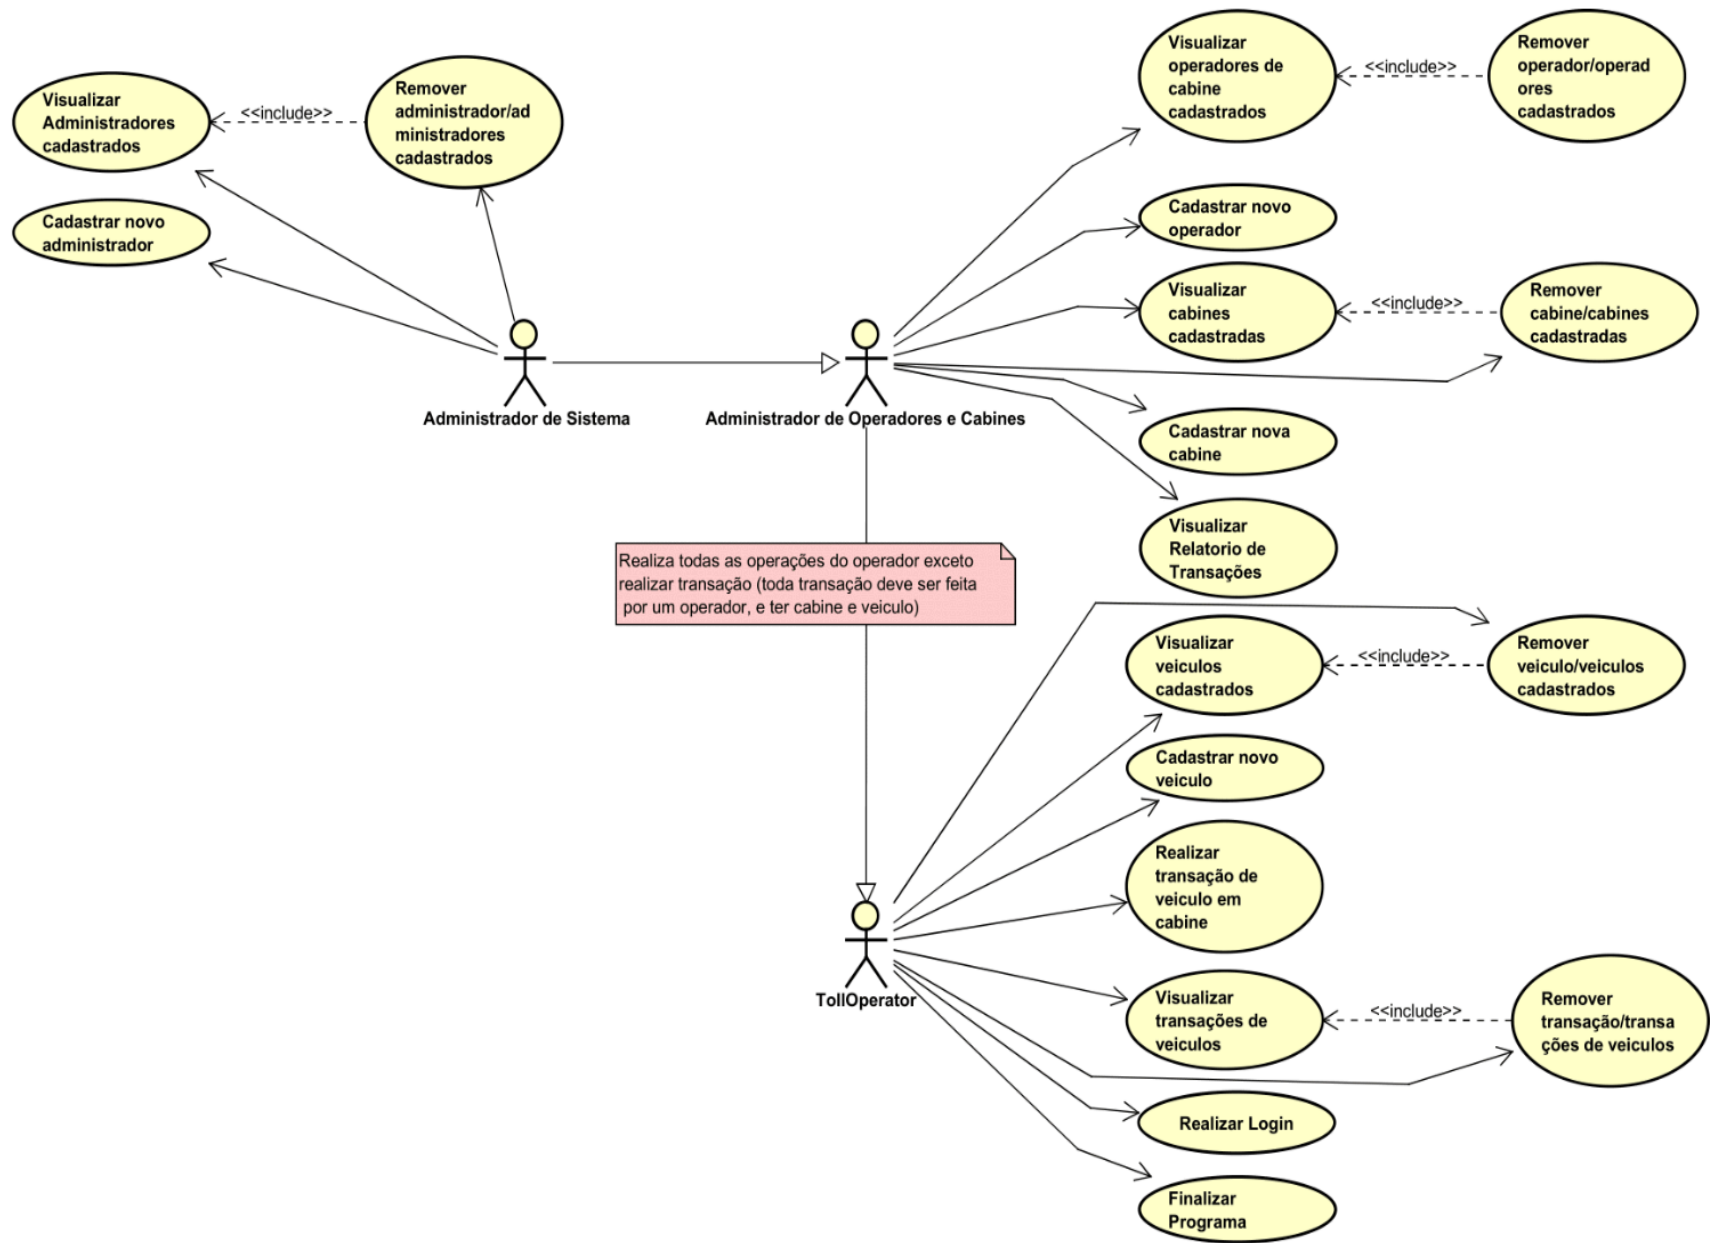 Visualizar
Administradores
cadastrados
<<include>>
Remover
administrador/ad
ministradores
cadastrados
Cadastrar novo
administrador
Visualizar
operadores de
cabine
cadastrados
<<include>>
Remover
operador/operad
ores
cadastrados
Cadastrar novo
operador
Visualizar
cabines
cadastradas
<<include>>
Remover
cabine/cabines
cadastradas
Administrador de Sistema
Administrador de Operadores e Cabines
Cadastrar nova
cabine
Visualizar
Relatorio de
Transações
Realiza todas as operações do operador exceto
realizar transação (toda transação deve ser feita
por um operador, e ter cabine e veiculo)
Visualizar
veiculos
cadastrados
<<include>>
Remover
veiculo/veiculos
cadastrados
Cadastrar novo
veiculo
Realizar
transação de
veiculo em
cabine
TollOperator
Visualizar
transações de
veiculos
<<include>>
Remover
transação/transa
ções de veiculos
Realizar Login
Finalizar
Programa